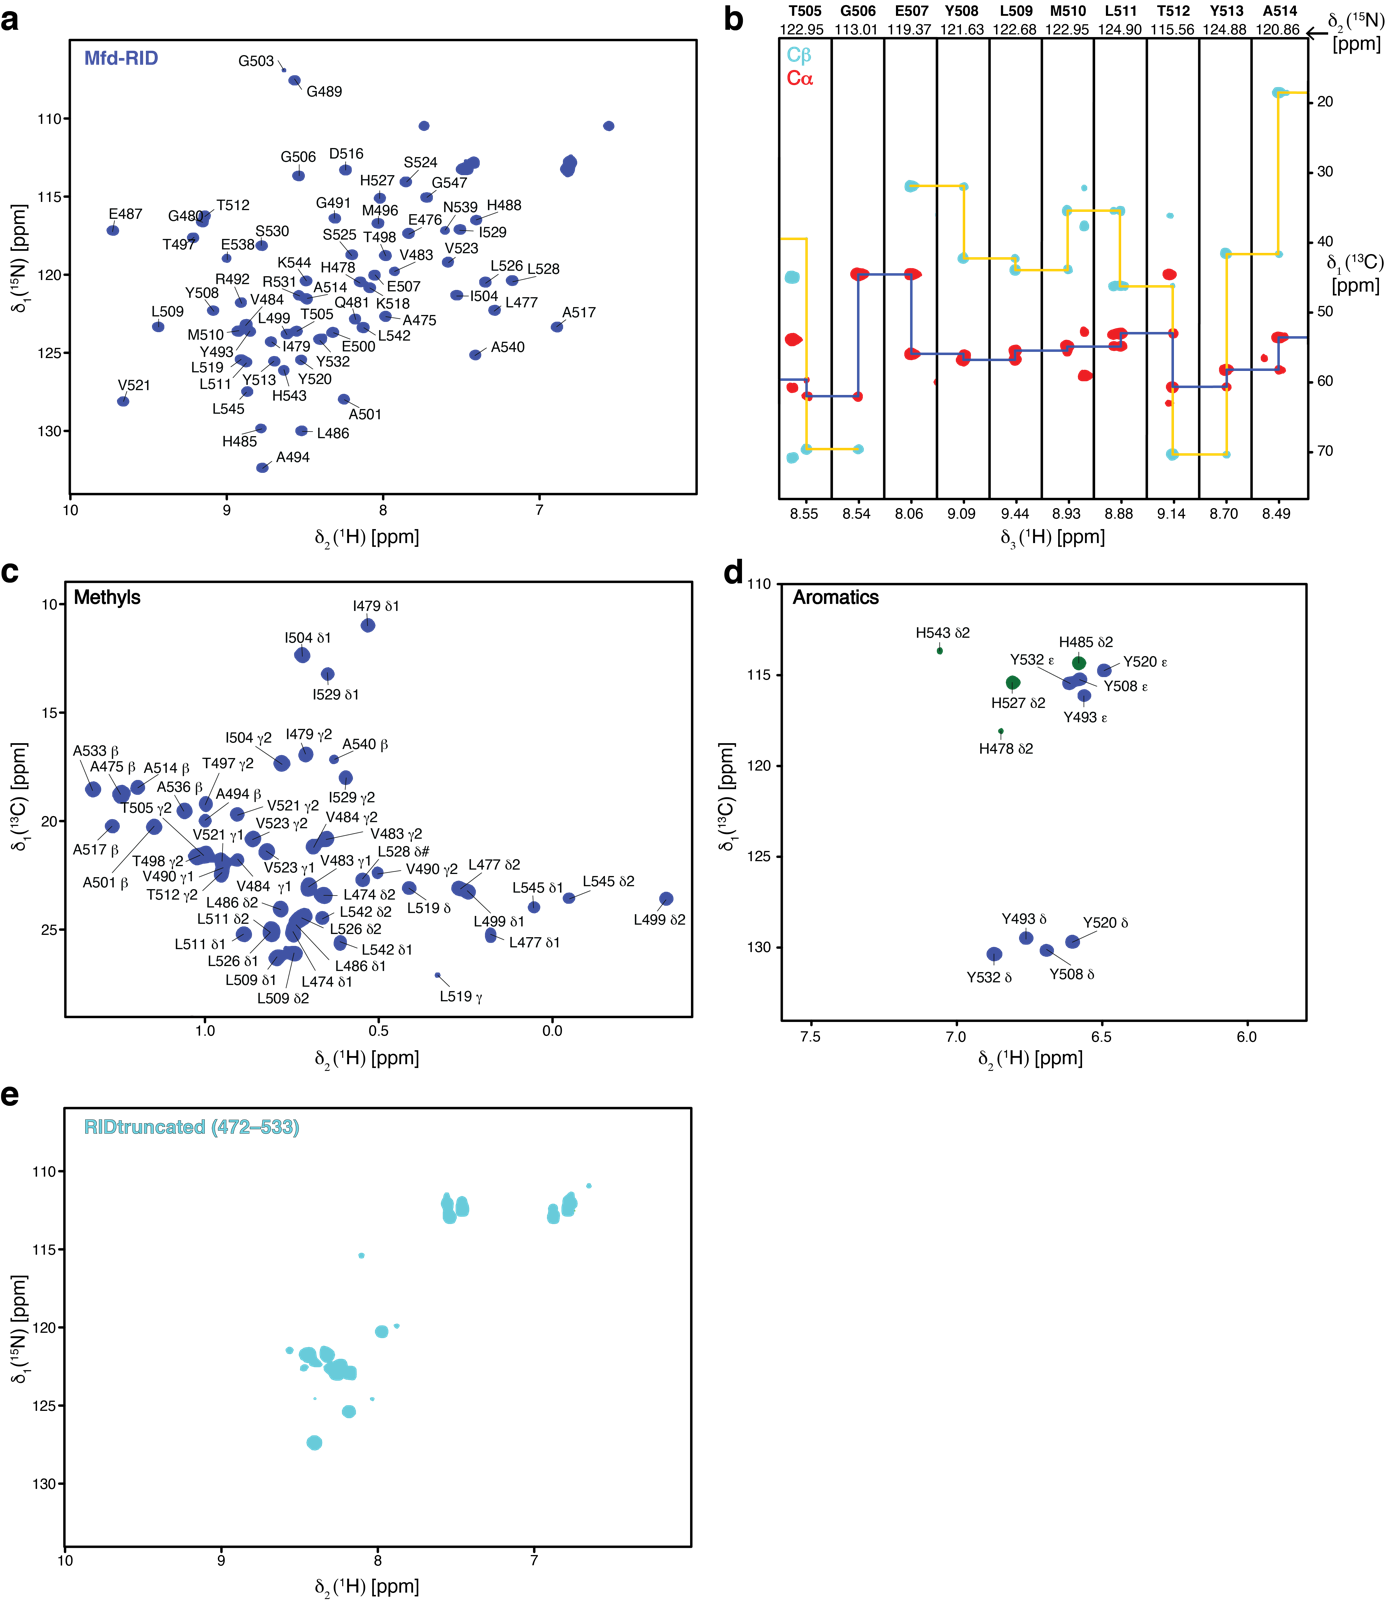 a
Mfd-RID
G503
G489
G506
D516
S524
H527
G547
E487
G480
T512
G491
M496
E476
N539
H488
T497
S530
S525
T498
I529
E538
V483
V523
K544
H478
L526
L528
R492
R531
A514
E507
Y508
V484
Q481
K518
I504
L477
L509
L499
T505
A475
A517
M510
L542
Y493
I479
E500
A540
L519
Y532
L511
Y513
Y520
V521
H543
L545
A501
H485
L486
A494
110
115
120
125
130
10
9
8
7
δ1(15N) [ppm]
δ2(1H) [ppm]
b
T505 G506 E507 Y508 L509 M510 L511 T512 Y513 A514
122.95 113.01 119.37 121.63 122.68 122.95 124.90 115.56 124.88 120.86
δ2(15N) [ppm]
Cβ
Cα
20
30
40
50
60
70
δ1(13C) [ppm]
8.55 8.54 8.06 9.09 9.44 8.93 8.88 9.14 8.70 8.49
δ3(1H) [ppm]
c
Methyls
I479 δ1
I504 δ1
I529 δ1
I504 γ2
I479 γ2
A533 β
A540 β
A475 β
A514 β
T497 γ2
A536 β
A494 β
I529 γ2
T505 γ2
V521 γ2
V484 γ2
V523 γ2
V521 γ1
V483 γ2
A517 β
T498 γ2
V523 γ1
V483 γ1
L528 δ#
V490 γ2
L477 δ2
A501 β
V490 γ1
T512 γ2
V484 γ1
L474 δ2
L545 δ1
L545 δ2
L486 δ2
L542 δ2
L519 δ
L499 δ1
L499 δ2
L511 δ2
L526 δ2
L511 δ1
L477 δ1
L542 δ1
L526 δ1
L486 δ1
L509 δ1
L474 δ1
L509 δ2
L519 γ
10
15
20
25
1.0
0.5
0.0
δ1(13C) [ppm]
δ2(1H) [ppm]
d
Aromatics
H543 δ2
H485 δ2
Y532 ε
Y520 ε
Y508 ε
H527 δ2
Y493 ε
H478 δ2
Y493 δ
Y520 δ
Y532 δ
Y508 δ
110
115
120
125
130
7.5
7.0
6.5
6.0
δ1(13C) [ppm]
δ2(1H) [ppm]
e
RIDtruncated (472–533)
110
115
120
125
130
10
9
8
7
δ1(15N) [ppm]
δ2(1H) [ppm]